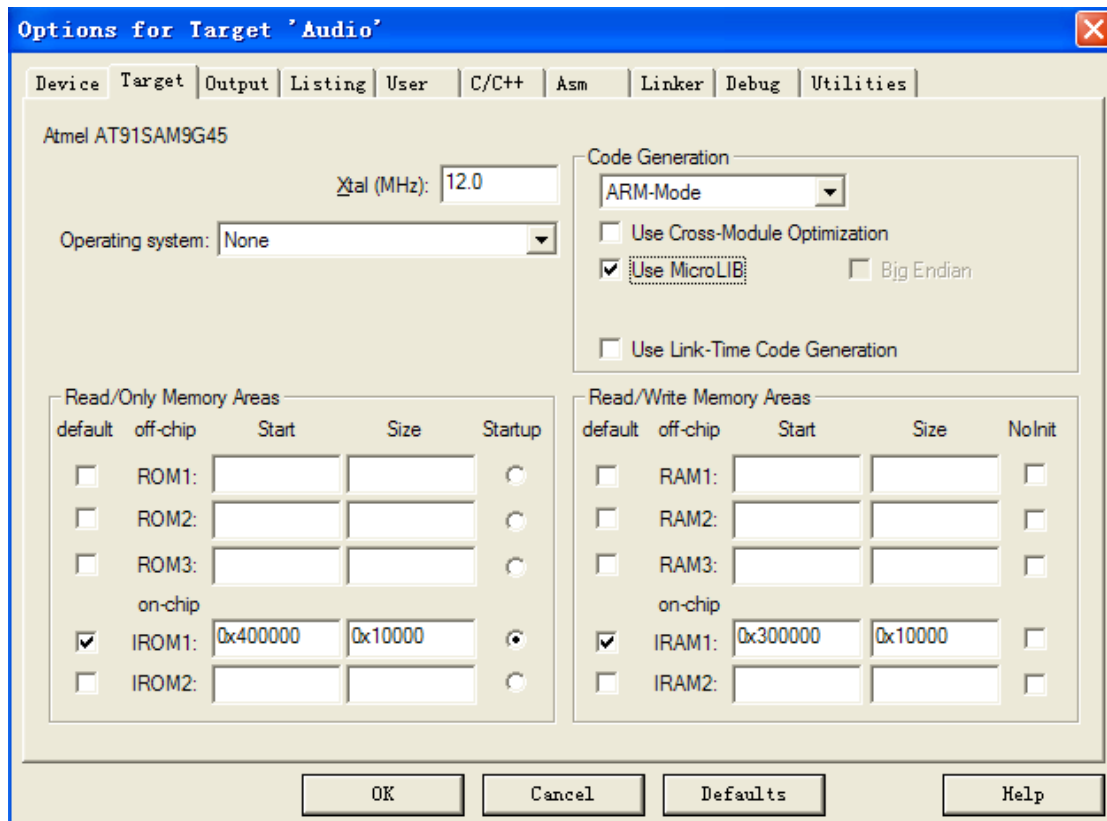 Options for Target 'Audio'
Device Target Output Listing User C/C++ Asm Linker Debug Utilities
Atmel AT91SAM9G45
Xtal (MHz): 12.0
Operating system: None
Code Generation
ARM-Mode
Use Cross-Module Optimization
Use MicroLIB Big Endian
Use Link-Time Code Generation
Read/Only Memory Areas
default off-chip Start Size Startup
ROM1:
ROM2:
ROM3:
on-chip
IROM1: 0x400000 0x10000
IROM2:
Read/Write Memory Areas
default off-chip Start Size NoInit
RAM1:
RAM2:
RAM3:
on-chip
IRAM1: 0x300000 0x10000
IRAM2:
OK Cancel Defaults Help